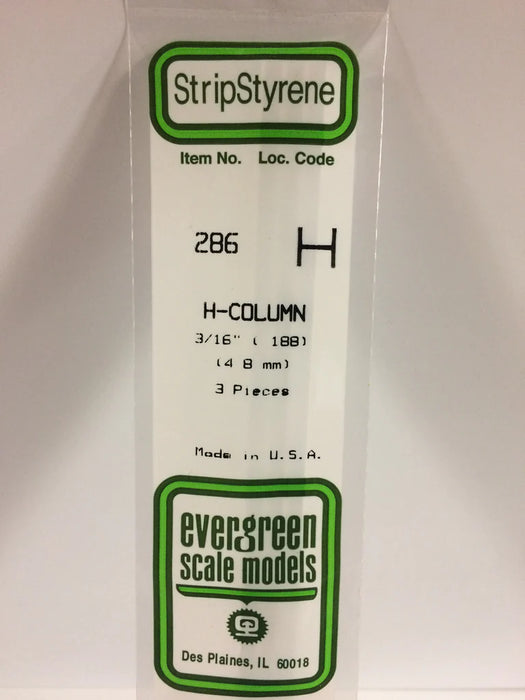 StripStyrene
Item No. Loc. Code
286 H
H-COLUMN
3/16" ( 188)
(4 8 mm)
3 Pieces
Made in U.S.A.
evergreen
scale models
Des Plaines, IL 60018